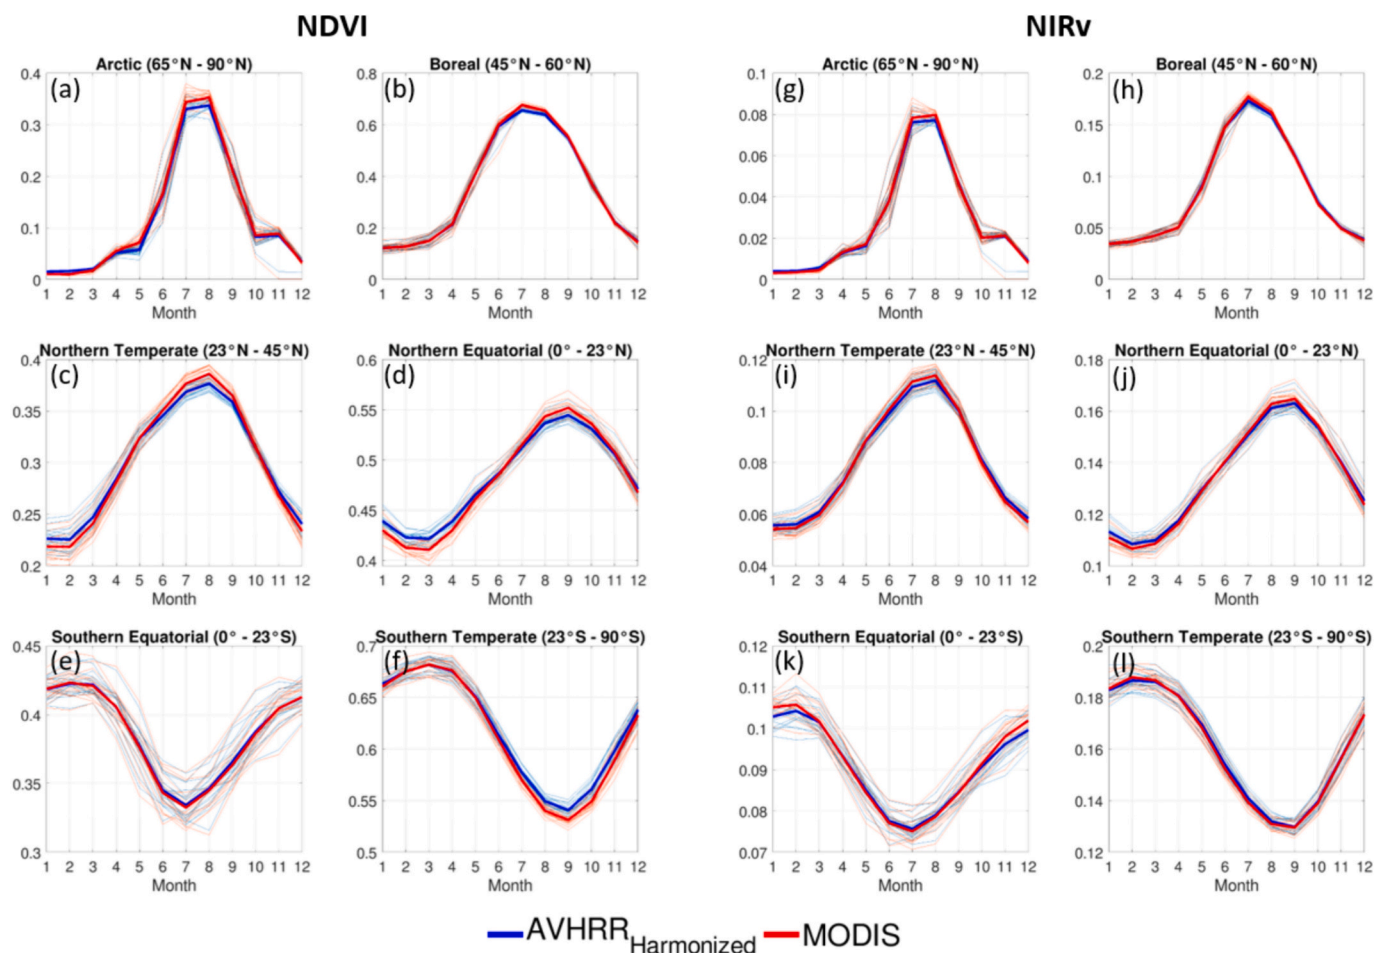 NDVI
NIRv
Arctic (65°N - 90°N)
(a)
0.4
0.3
0.2
0.1
0
1 2 3 4 5 6 7 8 9 10 11 12
Month
Boreal (45°N - 60°N)
(b)
0.8
0.6
0.4
0.2
0
1 2 3 4 5 6 7 8 9 10 11 12
Month
Arctic (65°N - 90°N)
(g)
0.1
0.08
0.06
0.04
0.02
0
1 2 3 4 5 6 7 8 9 10 11 12
Month
Boreal (45°N - 60°N)
(h)
0.2
0.15
0.1
0.05
0
1 2 3 4 5 6 7 8 9 10 11 12
Month
Northern Temperate (23°N - 45°N)
(c)
0.4
0.35
0.3
0.25
0.2
1 2 3 4 5 6 7 8 9 10 11 12
Month
Northern Equatorial (0° - 23°N)
(d)
0.6
0.55
0.5
0.45
0.4
1 2 3 4 5 6 7 8 9 10 11 12
Month
Northern Temperate (23°N - 45°N)
(i)
0.12
0.1
0.08
0.06
0.04
1 2 3 4 5 6 7 8 9 10 11 12
Month
Northern Equatorial (0° - 23°N)
(j)
0.18
0.16
0.14
0.12
0.1
1 2 3 4 5 6 7 8 9 10 11 12
Month
Southern Equatorial (0° - 23°S)
(e)
0.45
0.4
0.35
0.3
1 2 3 4 5 6 7 8 9 10 11 12
Month
Southern Temperate (23°S - 90°S)
(f)
0.7
0.65
0.6
0.55
0.5
1 2 3 4 5 6 7 8 9 10 11 12
Month
Southern Equatorial (0° - 23°S)
(k)
0.12
0.11
0.1
0.09
0.08
0.07
1 2 3 4 5 6 7 8 9 10 11 12
Month
Southern Temperate (23°S - 90°S)
(l)
0.2
0.18
0.16
0.14
0.12
1 2 3 4 5 6 7 8 9 10 11 12
Month
AVHRR Harmonized MODIS